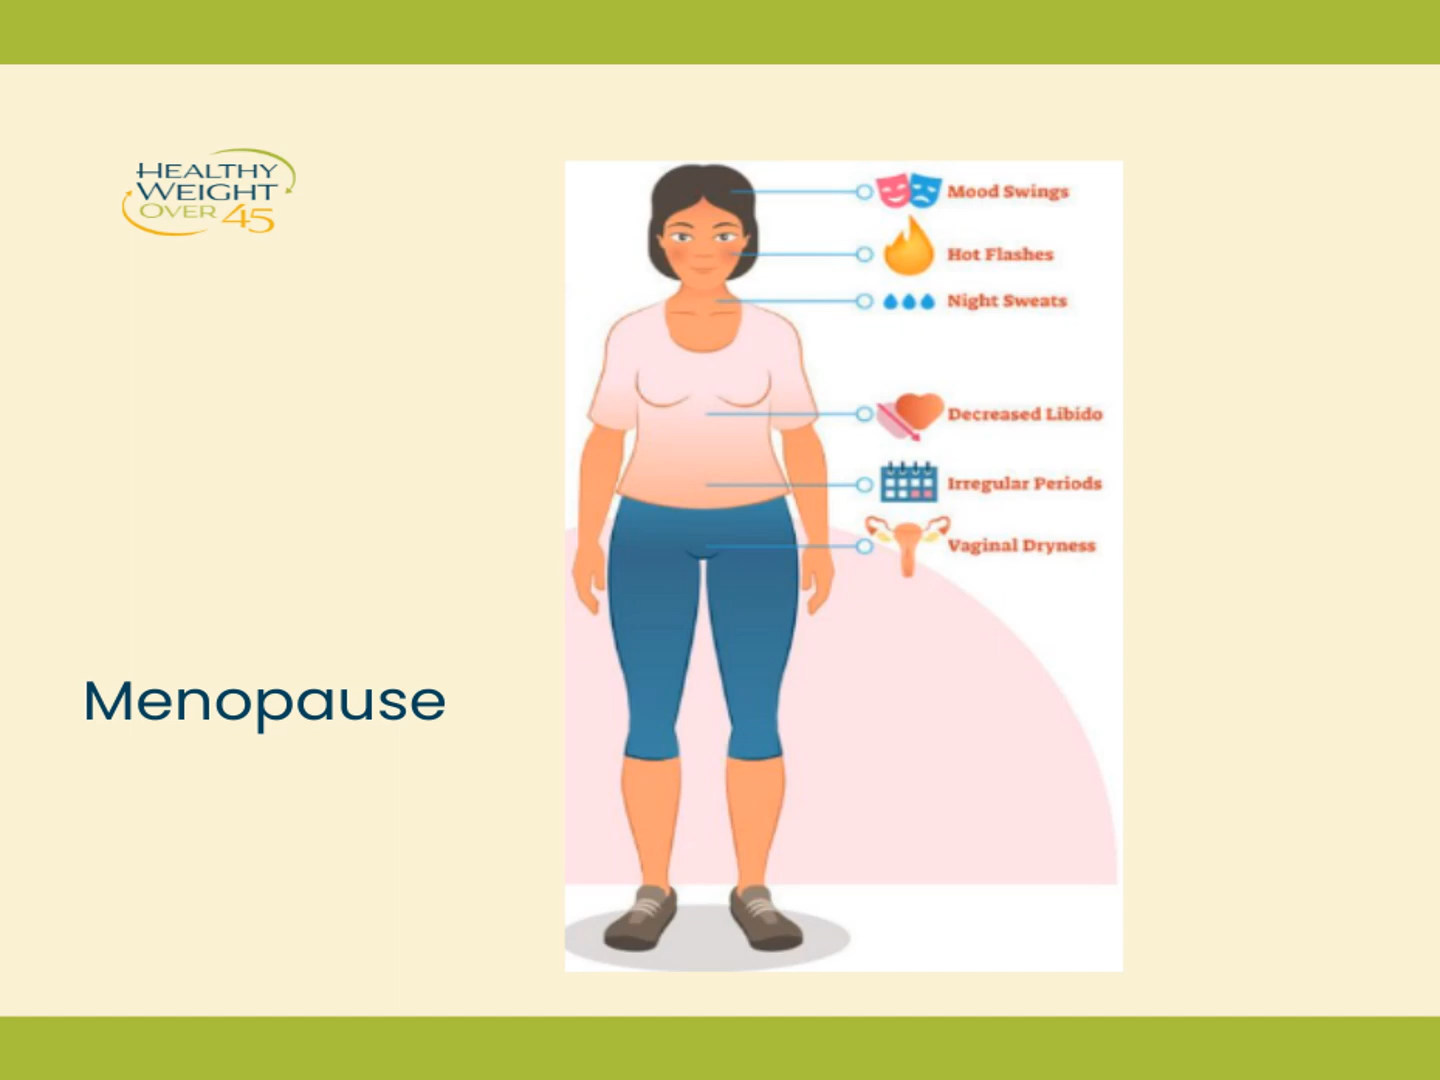 HEALTHY
WEIGHT
OVER 45
Menopause
Mood Swings
Hot Flashes
Night Sweats
Decreased Libido
Irregular Periods
Vaginal Dryness